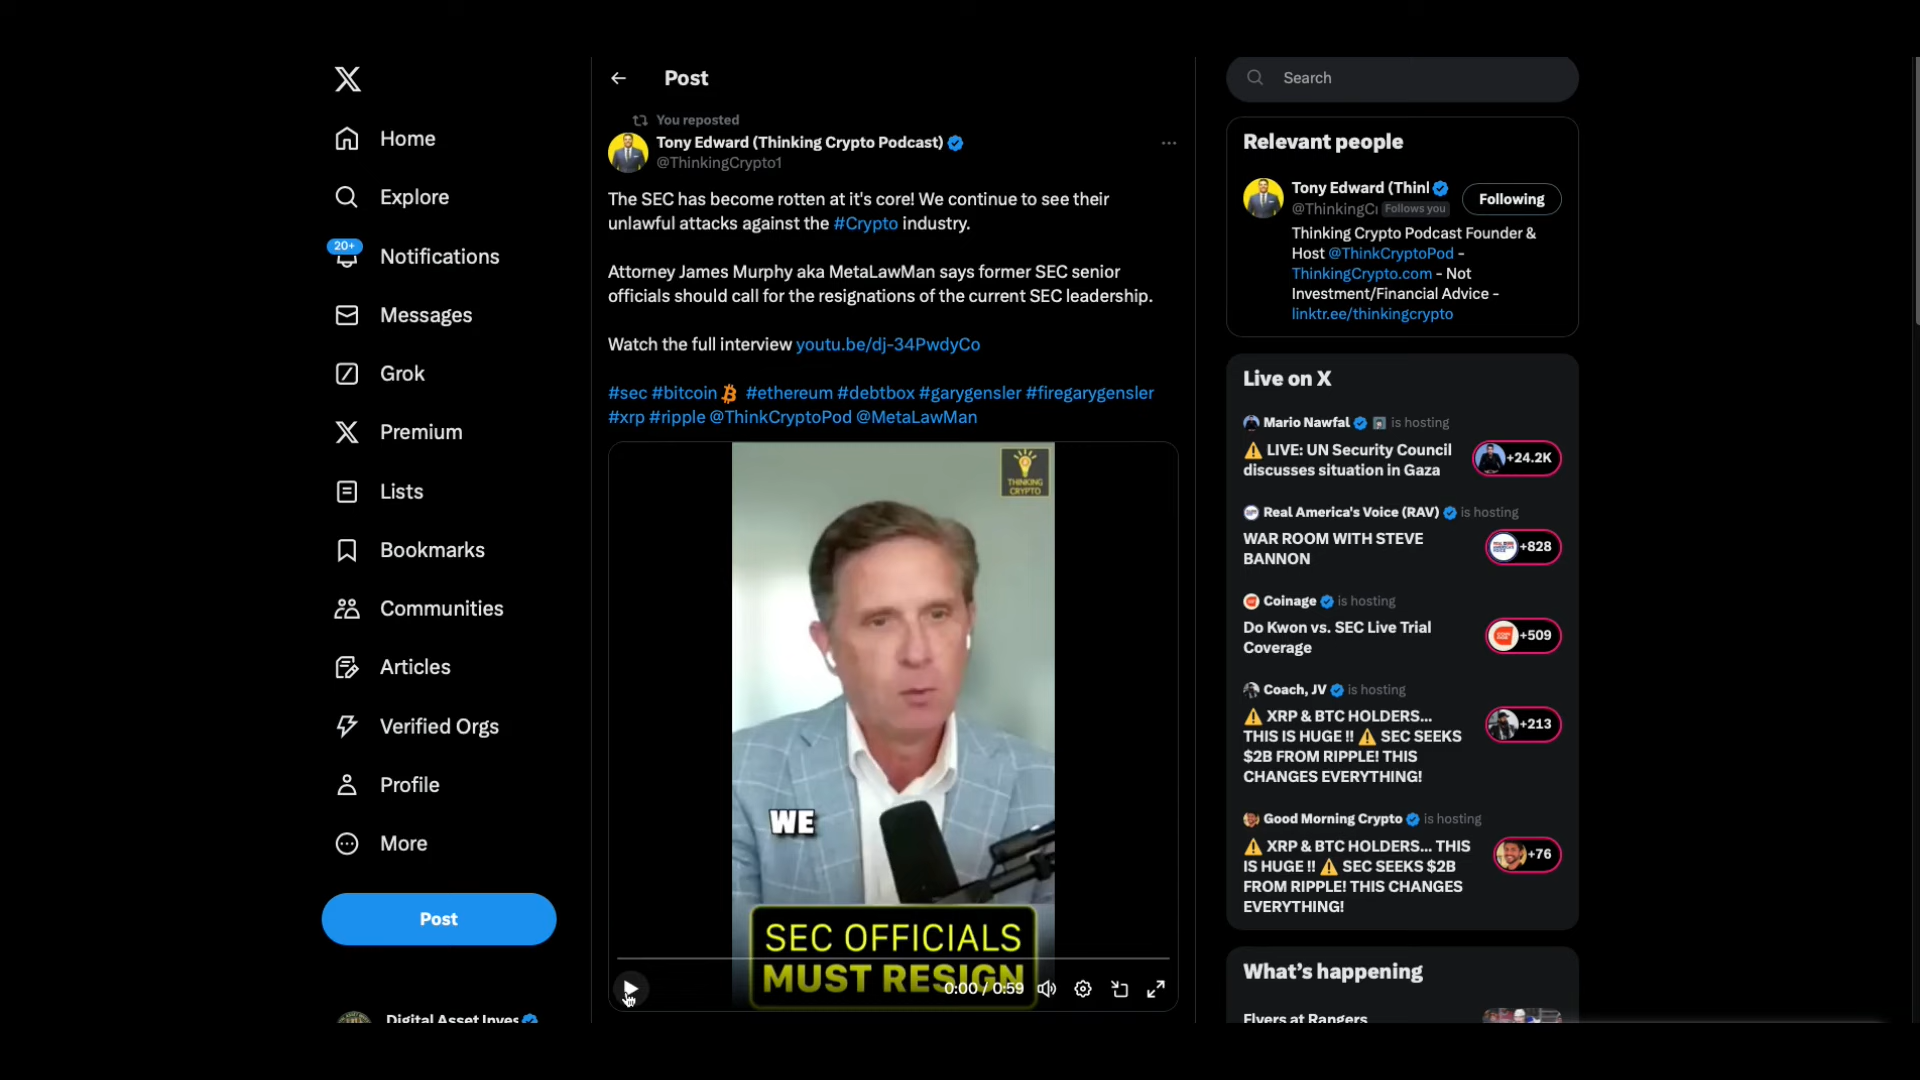 Home
Explore
20+
Notifications
Messages
Grok
Premium
Lists
Bookmarks
Communities
Articles
Verified Orgs
Profile
More
Post
Digital Asset Inves
Post
You reposted
Tony Edward (Thinking Crypto Podcast)
@ThinkingCrypto1
The SEC has become rotten at it's core! We continue to see their
unlawful attacks against the #Crypto industry.
Attorney James Murphy aka MetaLawMan says former SEC senior
officials should call for the resignations of the current SEC leadership.
Watch the full interview youtu.be/dj-34PwdyCo
#sec #bitcoin #ethereum #debtbox #garygensler #firegarygensler
#xrp #ripple @ThinkCryptoPod @MetaLawMan
THINKING
CRYPTO
WE
SEC OFFICIALS
MUST RESIGN
0:00 / 0:59
Search
Relevant people
Tony Edward (Thinl
@ThinkingCr Follows you
Following
Thinking Crypto Podcast Founder &
Host @ThinkCryptoPod -
ThinkingCrypto.com - Not
Investment/Financial Advice -
linktr.ee/thinkingcrypto
Live on X
Mario Nawfal is hosting
⚠️ LIVE: UN Security Council
discusses situation in Gaza
+24.2K
Real America's Voice (RAV) is hosting
WAR ROOM WITH STEVE
BANNON
+828
Coinage is hosting
Do Kwon vs. SEC Live Trial
Coverage
+509
Coach, JV is hosting
⚠️ XRP & BTC HOLDERS...
THIS IS HUGE !! ⚠️ SEC SEEKS
$2B FROM RIPPLE! THIS
CHANGES EVERYTHING!
+213
Good Morning Crypto is hosting
⚠️ XRP & BTC HOLDERS... THIS
IS HUGE !! ⚠️ SEC SEEKS $2B
FROM RIPPLE! THIS CHANGES
EVERYTHING!
+76
What's happening
Flyers at Rangers